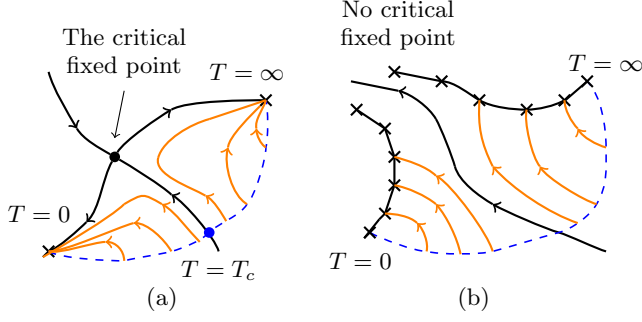 The critical
fixed point
T = ∞
T = 0
T = T_c
(a)
No critical
fixed point
T = ∞
T = 0
(b)